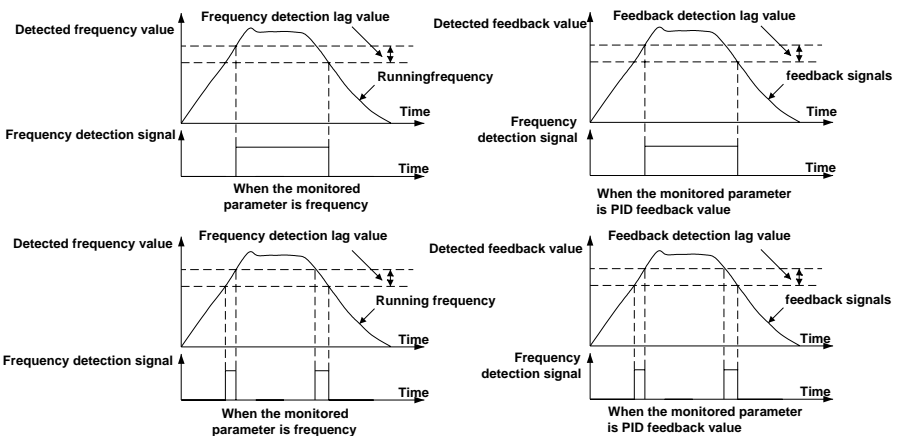 Detected frequency value
Frequency detection lag value
Runningfrequency
Time
Frequency detection signal
Time
When the monitored
parameter is frequency
Detected feedback value
Feedback detection lag value
feedback signals
Time
Frequency
detection signal
Time
When the monitored parameter
is PID feedback value
Detected frequency value
Frequency detection lag value
Running frequency
Time
Frequency detection signal
Time
When the monitored
parameter is frequency
Detected feedback value
Feedback detection lag value
feedback signals
Time
Frequency
detection signal
Time
When the monitored parameter
is PID feedback value